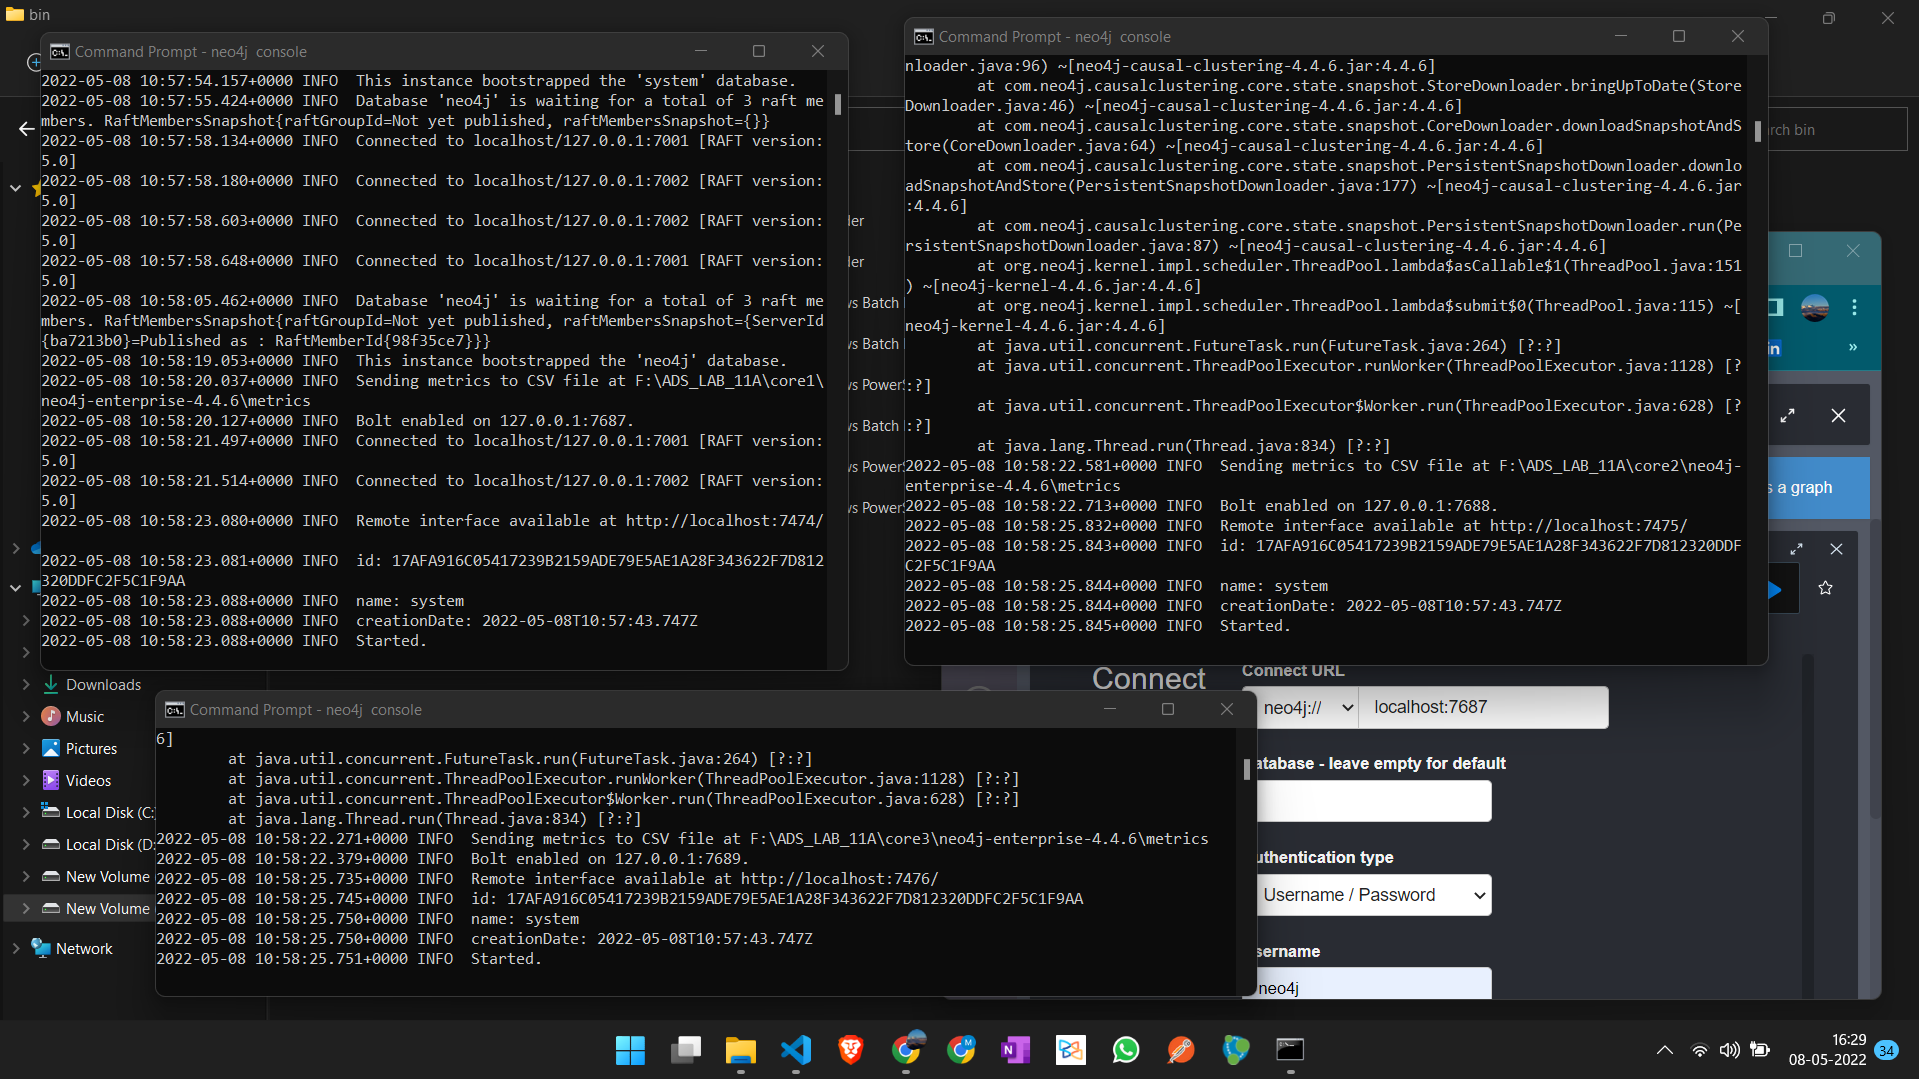 bin
Command Prompt - neo4j  console
2022-05-08 10:57:54.157+0000 INFO  This instance bootstrapped the 'system' database.
2022-05-08 10:57:55.424+0000 INFO  Database 'neo4j' is waiting for a total of 3 raft me
mbers. RaftMembersSnapshot{raftGroupId=Not yet published, raftMembersSnapshot={}}
2022-05-08 10:57:58.134+0000 INFO  Connected to localhost/127.0.0.1:7001 [RAFT version:
5.0]
2022-05-08 10:57:58.180+0000 INFO  Connected to localhost/127.0.0.1:7002 [RAFT version:
5.0]
2022-05-08 10:57:58.603+0000 INFO  Connected to localhost/127.0.0.1:7002 [RAFT version:
5.0]
2022-05-08 10:57:58.648+0000 INFO  Connected to localhost/127.0.0.1:7001 [RAFT version:
5.0]
2022-05-08 10:58:05.462+0000 INFO  Database 'neo4j' is waiting for a total of 3 raft me
mbers. RaftMembersSnapshot{raftGroupId=Not yet published, raftMembersSnapshot={ServerId
{ba7213b0}=Published as : RaftMemberId{98f35ce7}}}
2022-05-08 10:58:19.053+0000 INFO  This instance bootstrapped the 'neo4j' database.
2022-05-08 10:58:20.037+0000 INFO  Sending metrics to CSV file at F:\ADS_LAB_11A\core1\
neo4j-enterprise-4.4.6\metrics
2022-05-08 10:58:20.127+0000 INFO  Bolt enabled on 127.0.0.1:7687.
2022-05-08 10:58:21.497+0000 INFO  Connected to localhost/127.0.0.1:7001 [RAFT version:
5.0]
2022-05-08 10:58:21.514+0000 INFO  Connected to localhost/127.0.0.1:7002 [RAFT version:
5.0]
2022-05-08 10:58:23.080+0000 INFO  Remote interface available at http://localhost:7474/
2022-05-08 10:58:23.081+0000 INFO  id: 17AFA916C05417239B2159ADE79E5AE1A28F343622F7D812
320DDFC2F5C1F9AA
2022-05-08 10:58:23.088+0000 INFO  name: system
2022-05-08 10:58:23.088+0000 INFO  creationDate: 2022-05-08T10:57:43.747Z
2022-05-08 10:58:23.088+0000 INFO  Started.
der
der
ws Batch
ws Batch
ws PowerS
ws Batch
ws PowerS
ws PowerS
Command Prompt - neo4j  console
nloader.java:96) ~[neo4j-causal-clustering-4.4.6.jar:4.4.6]
at com.neo4j.causalclustering.core.state.snapshot.StoreDownloader.bringUpToDate(Store
Downloader.java:46) ~[neo4j-causal-clustering-4.4.6.jar:4.4.6]
at com.neo4j.causalclustering.core.state.snapshot.CoreDownloader.downloadSnapshotAndS
tore(CoreDownloader.java:64) ~[neo4j-causal-clustering-4.4.6.jar:4.4.6]
at com.neo4j.causalclustering.core.state.snapshot.PersistentSnapshotDownloader.downlo
adSnapshotAndStore(PersistentSnapshotDownloader.java:177) ~[neo4j-causal-clustering-4.4.6.jar
:4.4.6]
at com.neo4j.causalclustering.core.state.snapshot.PersistentSnapshotDownloader.run(Pe
rsistentSnapshotDownloader.java:87) ~[neo4j-causal-clustering-4.4.6.jar:4.4.6]
at org.neo4j.kernel.impl.scheduler.ThreadPool.lambda$asCallable$1(ThreadPool.java:151
) ~[neo4j-kernel-4.4.6.jar:4.4.6]
at org.neo4j.kernel.impl.scheduler.ThreadPool.lambda$submit$0(ThreadPool.java:115) ~[
neo4j-kernel-4.4.6.jar:4.4.6]
at java.util.concurrent.FutureTask.run(FutureTask.java:264) [?:?]
at java.util.concurrent.ThreadPoolExecutor.runWorker(ThreadPoolExecutor.java:1128) [?
:?]
at java.util.concurrent.ThreadPoolExecutor$Worker.run(ThreadPoolExecutor.java:628) [?
:?]
at java.lang.Thread.run(Thread.java:834) [?:?]
2022-05-08 10:58:22.581+0000 INFO  Sending metrics to CSV file at F:\ADS_LAB_11A\core2\neo4j-
enterprise-4.4.6\metrics
2022-05-08 10:58:22.713+0000 INFO  Bolt enabled on 127.0.0.1:7688.
2022-05-08 10:58:25.832+0000 INFO  Remote interface available at http://localhost:7475/
2022-05-08 10:58:25.843+0000 INFO  id: 17AFA916C05417239B2159ADE79E5AE1A28F343622F7D812320DDF
C2F5C1F9AA
2022-05-08 10:58:25.844+0000 INFO  name: system
2022-05-08 10:58:25.844+0000 INFO  creationDate: 2022-05-08T10:57:43.747Z
2022-05-08 10:58:25.845+0000 INFO  Started.
rch bin
in
»
s a graph
Downloads
Music
Pictures
Videos
Local Disk (C:
Local Disk (D:
New Volume
New Volume
Network
Command Prompt - neo4j  console
6]
at java.util.concurrent.FutureTask.run(FutureTask.java:264) [?:?]
at java.util.concurrent.ThreadPoolExecutor.runWorker(ThreadPoolExecutor.java:1128) [?:?]
at java.util.concurrent.ThreadPoolExecutor$Worker.run(ThreadPoolExecutor.java:628) [?:?]
at java.lang.Thread.run(Thread.java:834) [?:?]
2022-05-08 10:58:22.271+0000 INFO  Sending metrics to CSV file at F:\ADS_LAB_11A\core3\neo4j-enterprise-4.4.6\metrics
2022-05-08 10:58:22.379+0000 INFO  Bolt enabled on 127.0.0.1:7689.
2022-05-08 10:58:25.735+0000 INFO  Remote interface available at http://localhost:7476/
2022-05-08 10:58:25.745+0000 INFO  id: 17AFA916C05417239B2159ADE79E5AE1A28F343622F7D812320DDFC2F5C1F9AA
2022-05-08 10:58:25.750+0000 INFO  name: system
2022-05-08 10:58:25.750+0000 INFO  creationDate: 2022-05-08T10:57:43.747Z
2022-05-08 10:58:25.751+0000 INFO  Started.
Connect
Connect URL
neo4j://
localhost:7687
atabase - leave empty for default
uthentication type
Username / Password
sername
neo4j
16:29
08-05-2022
34